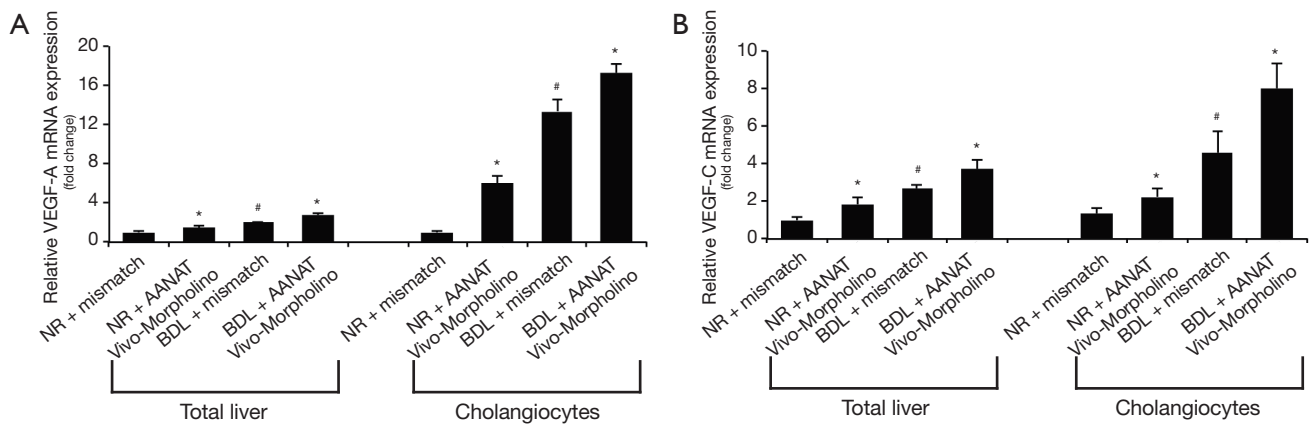 A
Relative VEGF-A mRNA expression
(fold change)
20
16
12
8
4
0
*
#
*
*
#
*
NR + mismatch
NR + AANAT
Vivo-Morpholino
BDL + mismatch
BDL + AANAT
Vivo-Morpholino
NR + mismatch
NR + AANAT
Vivo-Morpholino
BDL + mismatch
BDL + AANAT
Vivo-Morpholino
Total liver
Cholangiocytes
B
Relative VEGF-C mRNA expression
(fold change)
10
8
6
4
2
0
*
#
*
*
#
*
NR + mismatch
NR + AANAT
Vivo-Morpholino
BDL + mismatch
BDL + AANAT
Vivo-Morpholino
NR + mismatch
NR + AANAT
Vivo-Morpholino
BDL + mismatch
BDL + AANAT
Vivo-Morpholino
Total liver
Cholangiocytes